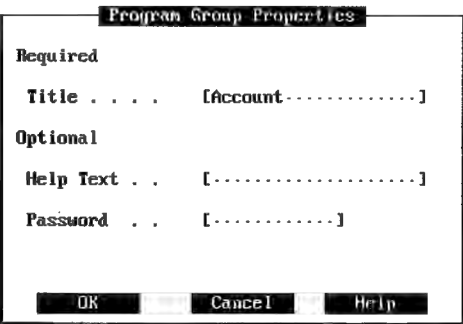 Program Group Properties
Required
Title . . . . [Account·············]
Optional
Help Text . . [····················]
Password . . [············]
OK Cancel Help